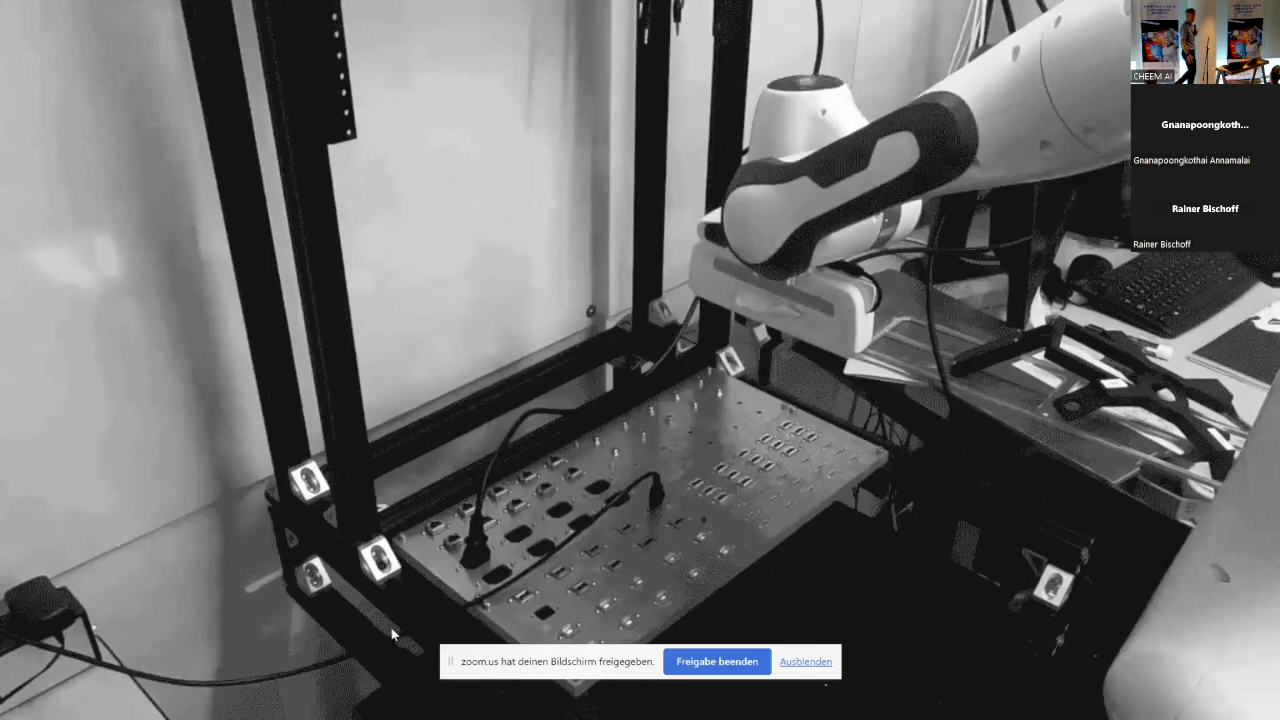 CHEEM AI
Gnanapoongkoth...
Gnanapoongkothai Annamalai
Rainer Bischoff
Rainer Bischoff
zoom.us hat deinen Bildschirm freigegeben.
Freigabe beenden
Ausblenden